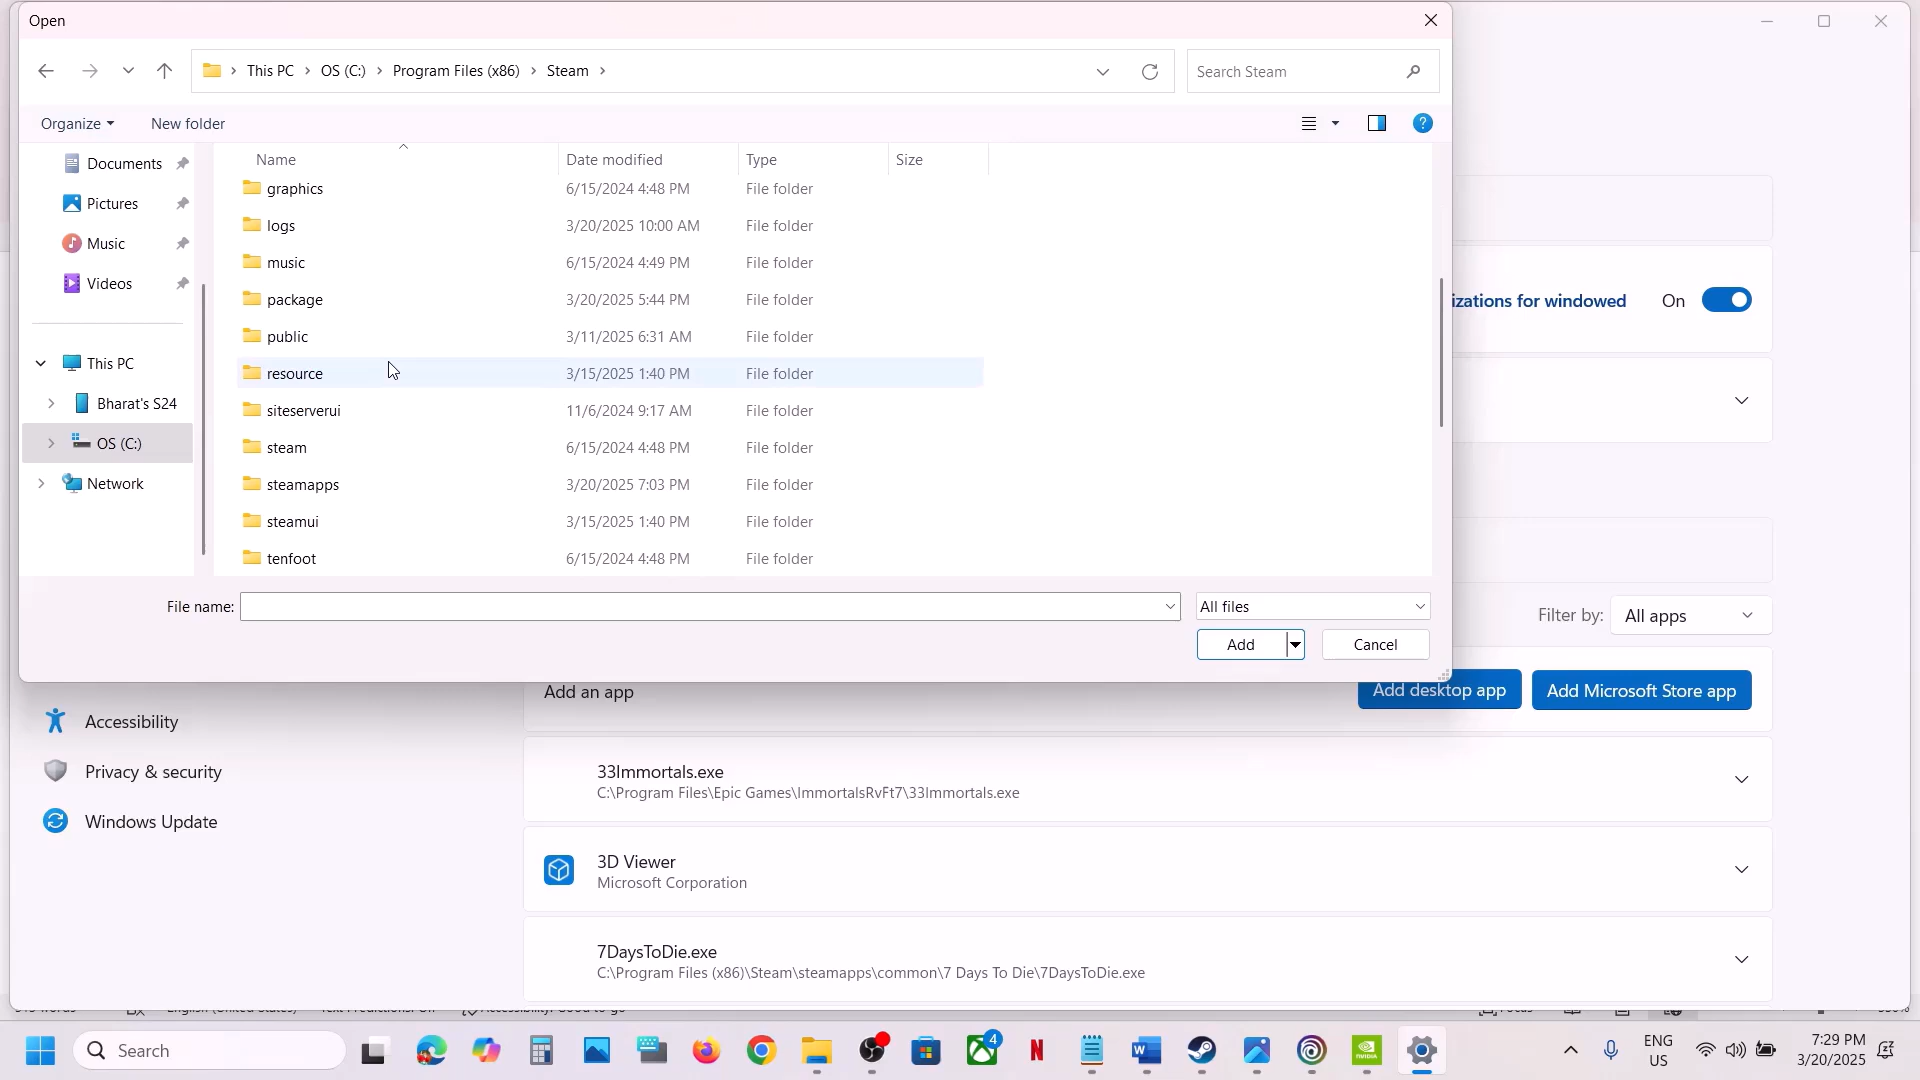 Open
This PC > OS (C:) > Program Files (x86) > Steam >
Search Steam
Organize
New folder
Name
Date modified
Type
Size
Documents
Pictures
Music
Videos
This PC
Bharat's S24
OS (C:)
Network
graphics 6/15/2024 4:48 PM File folder
logs 3/20/2025 10:00 AM File folder
music 6/15/2024 4:49 PM File folder
package 3/20/2025 5:44 PM File folder
public 3/11/2025 6:31 AM File folder
resource 3/15/2025 1:40 PM File folder
siteserverui 11/6/2024 9:17 AM File folder
steam 6/15/2024 4:48 PM File folder
steamapps 3/20/2025 7:03 PM File folder
steamui 3/15/2025 1:40 PM File folder
tenfoot 6/15/2024 4:48 PM File folder
File name:
All files
Add
Cancel
izations for windowed
On
Filter by:
All apps
Add an app
Add desktop app
Add Microsoft Store app
Accessibility
Privacy & security
Windows Update
33Immortals.exe
C:\Program Files\Epic Games\ImmortalsRvFt7\33Immortals.exe
3D Viewer
Microsoft Corporation
7DaysToDie.exe
C:\Program Files (x86)\Steam\steamapps\common\7 Days To Die\7DaysToDie.exe
Search
4
N
ENG
US
7:29 PM
3/20/2025